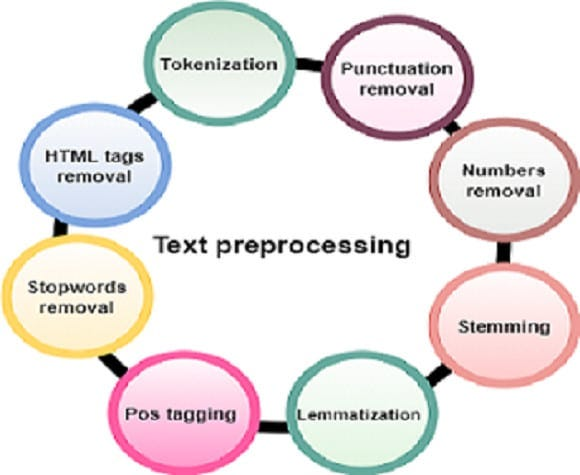 Tokenization
Punctuation
removal
HTML tags
removal
Numbers
removal
Text preprocessing
Stopwords
removal
Stemming
Pos tagging
Lemmatization